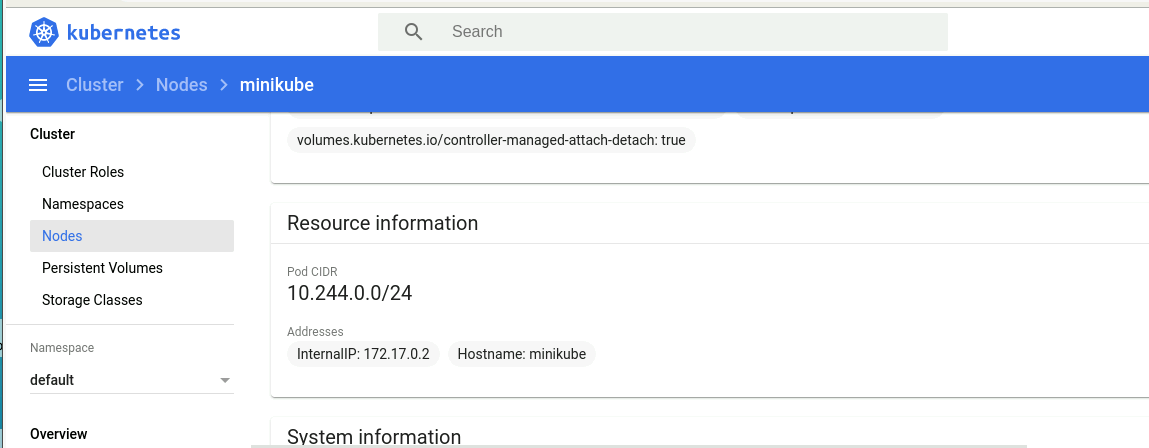 kubernetes
Search
Cluster > Nodes > minikube
Cluster
Cluster Roles
Namespaces
Nodes
Persistent Volumes
Storage Classes
Namespace
default
Overview
volumes.kubernetes.io/controller-managed-attach-detach: true
Resource information
Pod CIDR
10.244.0.0/24
Addresses
InternalIP: 172.17.0.2 Hostname: minikube
System information